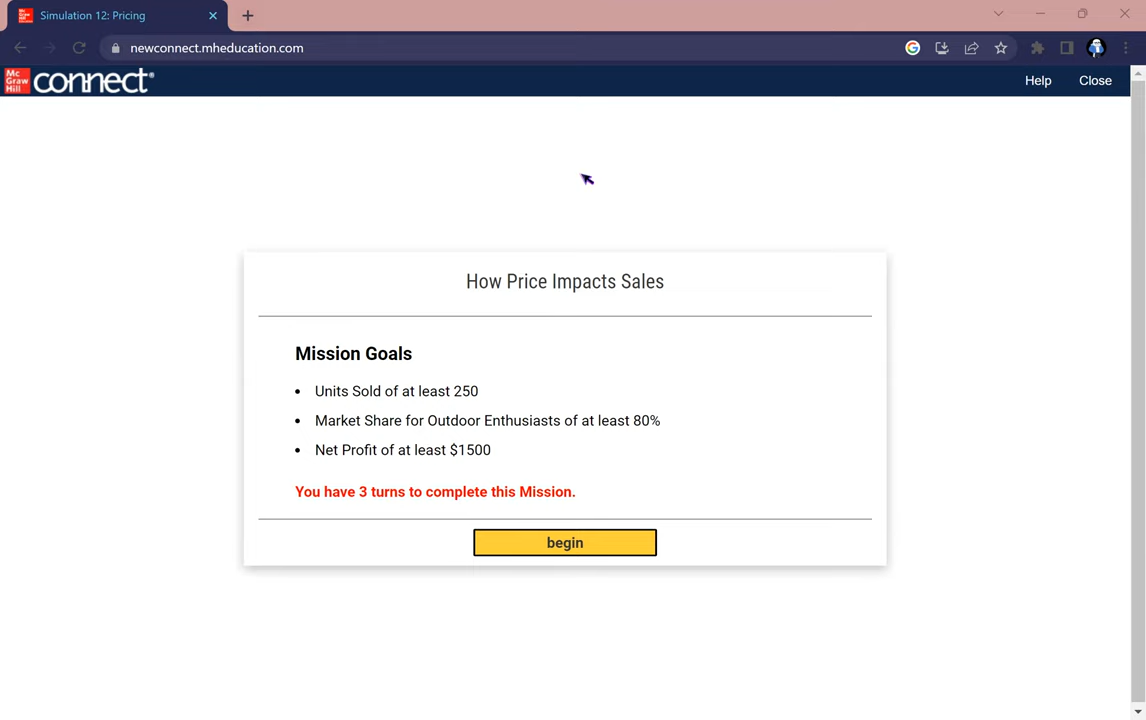 Simulation 12: Pricing
newconnect.mheducation.com
Mc
Graw
Hill
connect®
Help
Close
How Price Impacts Sales
Mission Goals
• Units Sold of at least 250
• Market Share for Outdoor Enthusiasts of at least 80%
• Net Profit of at least $1500
You have 3 turns to complete this Mission.
begin